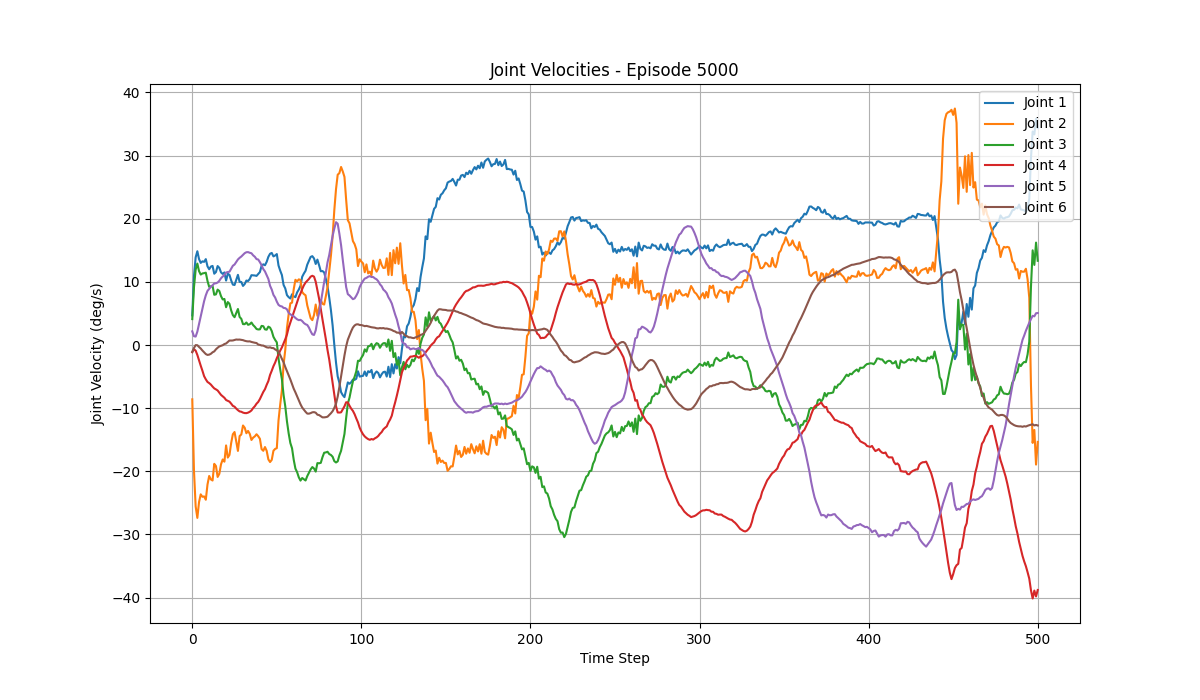 Joint Velocities - Episode 5000
Joint Velocity (deg/s)
40
30
20
10
0
−10
−20
−30
−40
Joint 1
Joint 2
Joint 3
Joint 4
Joint 5
Joint 6
0 100 200 300 400 500
Time Step